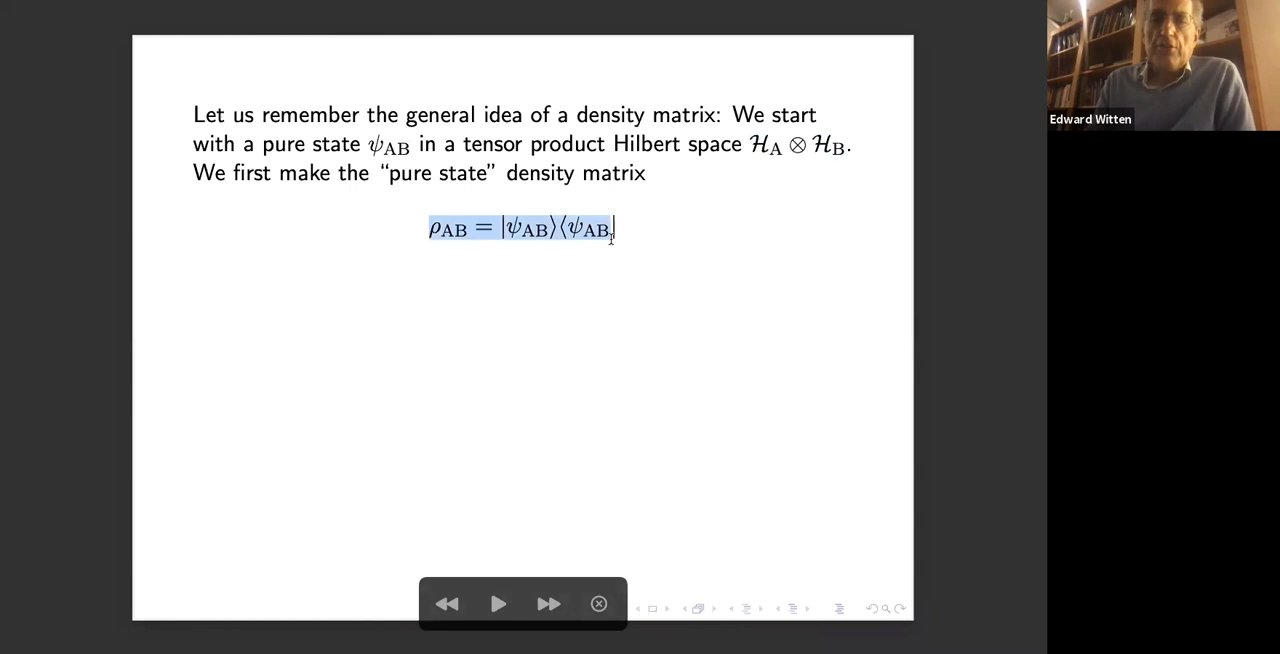 Let us remember the general idea of a density matrix: We start
with a pure state ψ_AB in a tensor product Hilbert space ℋ_A ⊗ ℋ_B.
We first make the “pure state” density matrix
ρ_AB = |ψ_AB⟩⟨ψ_AB|
Edward Witten